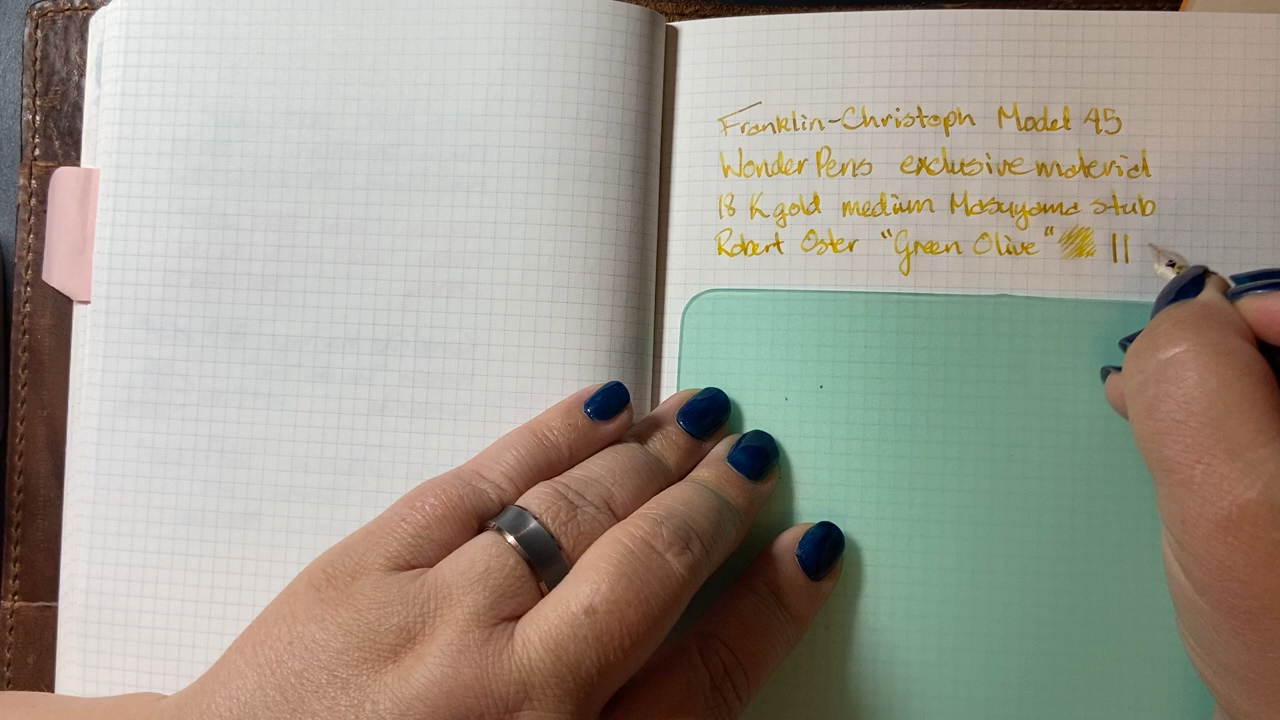 Franklin-Christoph Model 45
Wonder Pens exclusive material
18 K gold medium Masuyama stub
Robert Oster "Green Olive" ||